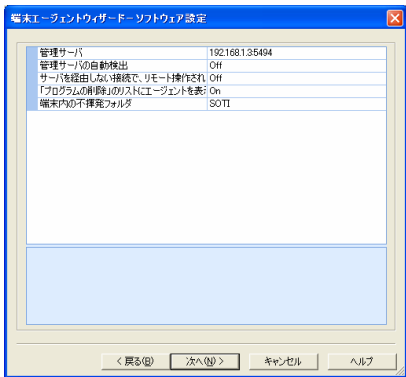 端末エージェントウィザード－ソフトウェア設定
管理サーバ 192.168.1.3:5494
管理サーバの自動検出 Off
サーバを経由しない接続で、リモート操作され Off
「プログラムの削除」のリストにエージェントを表 On
端末内の不揮発フォルダ SOTI
< 戻る(B) 次へ(N) > キャンセル ヘルプ